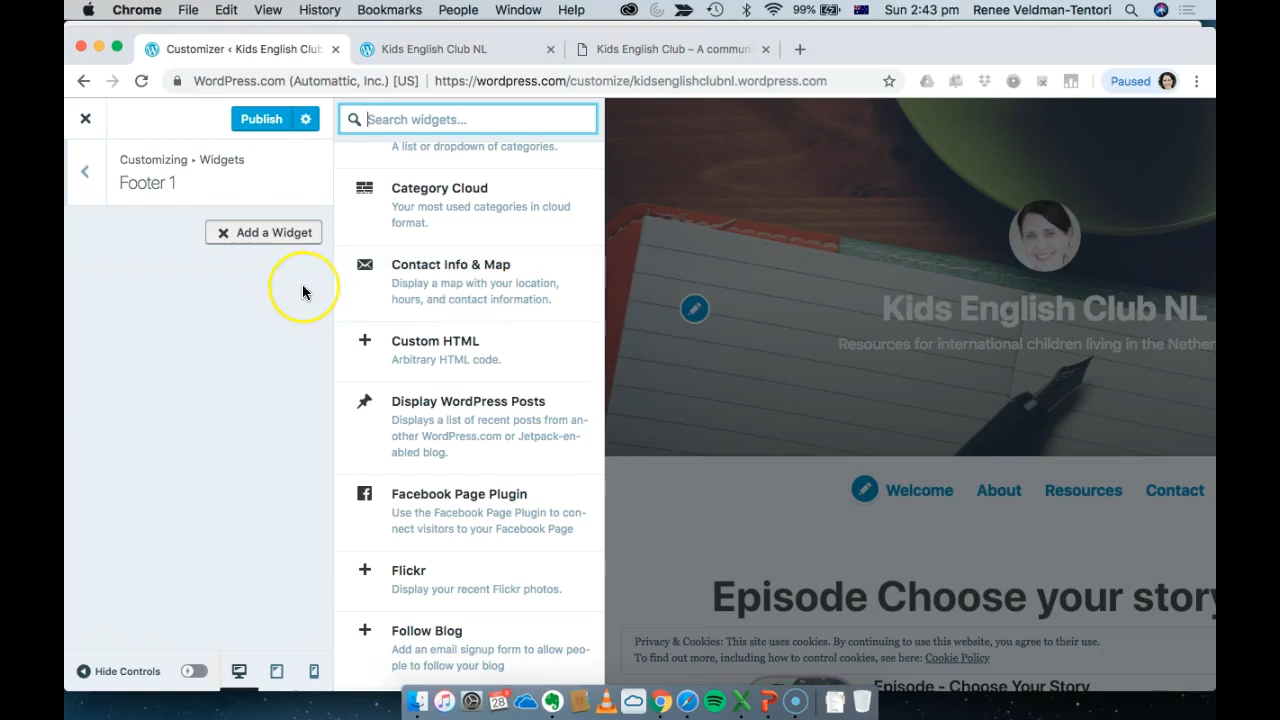 Chrome File Edit View History Bookmarks People Window Help 99% Sun 2:43 pm Renee Veldman-Tentori
Customizer ‹ Kids English Club Kids English Club NL Kids English Club – A commun
WordPress.com (Automattic, Inc.) [US] https://wordpress.com/customize/kidsenglishclubnl.wordpress.com Paused
Publish
Customizing ▸ Widgets
Footer 1
Add a Widget
Hide Controls
Search widgets...
A list or dropdown of categories.
Category Cloud
Your most used categories in cloud
format.
Contact Info & Map
Display a map with your location,
hours, and contact information.
Custom HTML
Arbitrary HTML code.
Display WordPress Posts
Displays a list of recent posts from an-
other WordPress.com or Jetpack-en-
abled blog.
Facebook Page Plugin
Use the Facebook Page Plugin to con-
nect visitors to your Facebook Page
Flickr
Display your recent Flickr photos.
Follow Blog
Add an email signup form to allow peo-
ple to follow your blog
Kids English Club NL
Resources for international children living in the Nether
Welcome About Resources Contact
Episode Choose your story
Privacy & Cookies: This site uses cookies. By continuing to use this website, you agree to their use.
To find out more, including how to control cookies, see here: Cookie Policy
Episode - Choose Your Story
28